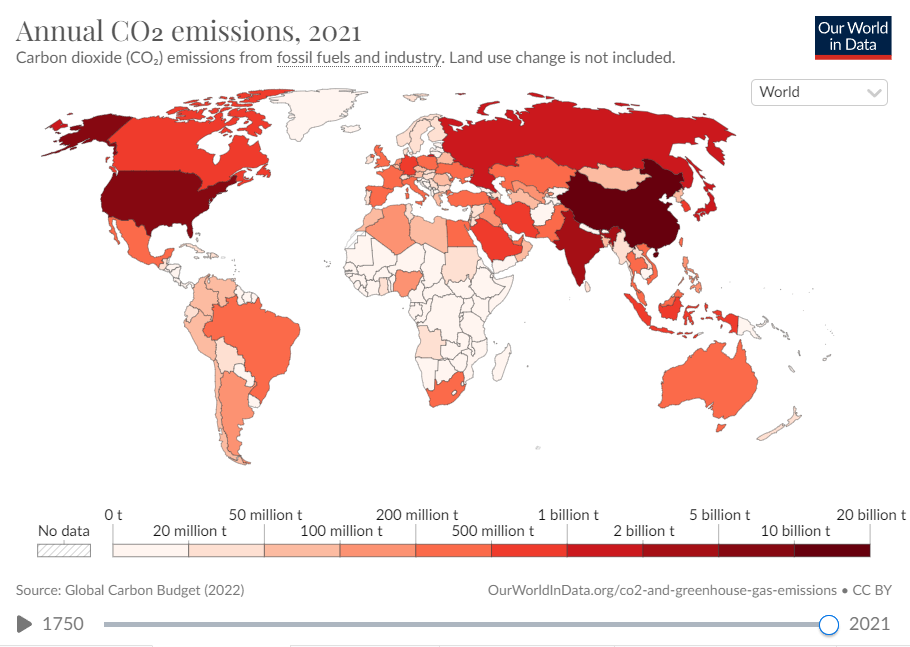 Annual CO₂ emissions, 2021
Our World
in Data
Carbon dioxide (CO₂) emissions from fossil fuels and industry. Land use change is not included.
World
0 t
50 million t
200 million t
1 billion t
5 billion t
20 billion t
No data
20 million t
100 million t
500 million t
2 billion t
10 billion t
Source: Global Carbon Budget (2022)
OurWorldInData.org/co2-and-greenhouse-gas-emissions • CC BY
1750
2021